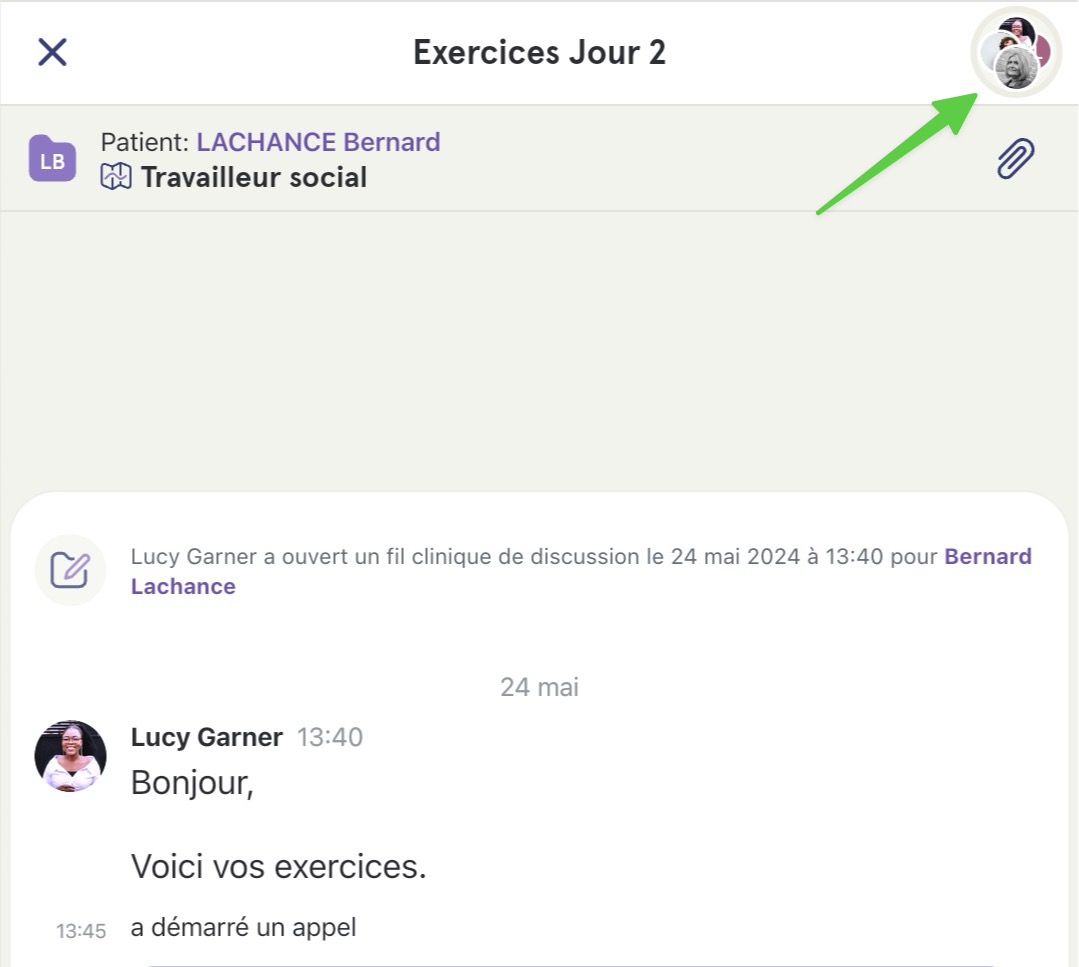 Exercices Jour 2
LB
Patient: LACHANCE Bernard
Travailleur social
Lucy Garner a ouvert un fil clinique de discussion le 24 mai 2024 à 13:40 pour Bernard
Lachance
24 mai
Lucy Garner 13:40
Bonjour,
Voici vos exercices.
13:45 a démarré un appel